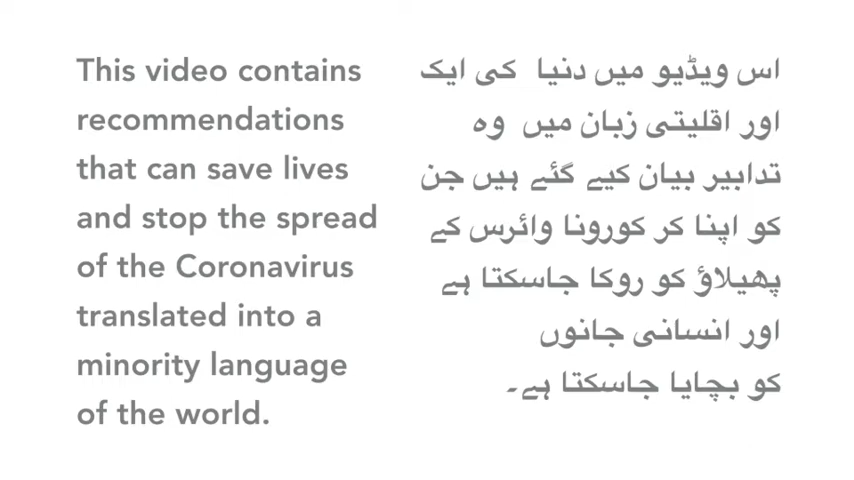 This video contains
recommendations
that can save lives
and stop the spread
of the Coronavirus
translated into a
minority language
of the world.
اس ویڈیو میں دنیا کی ایک
اور اقلیتی زبان میں وہ
تدابیر بیان کیے گئے ہیں جن
کو اپنا کر کورونا وائرس کے
پھیلاؤ کو روکا جاسکتا ہے
اور انسانی جانوں
کو بچایا جاسکتا ہے۔